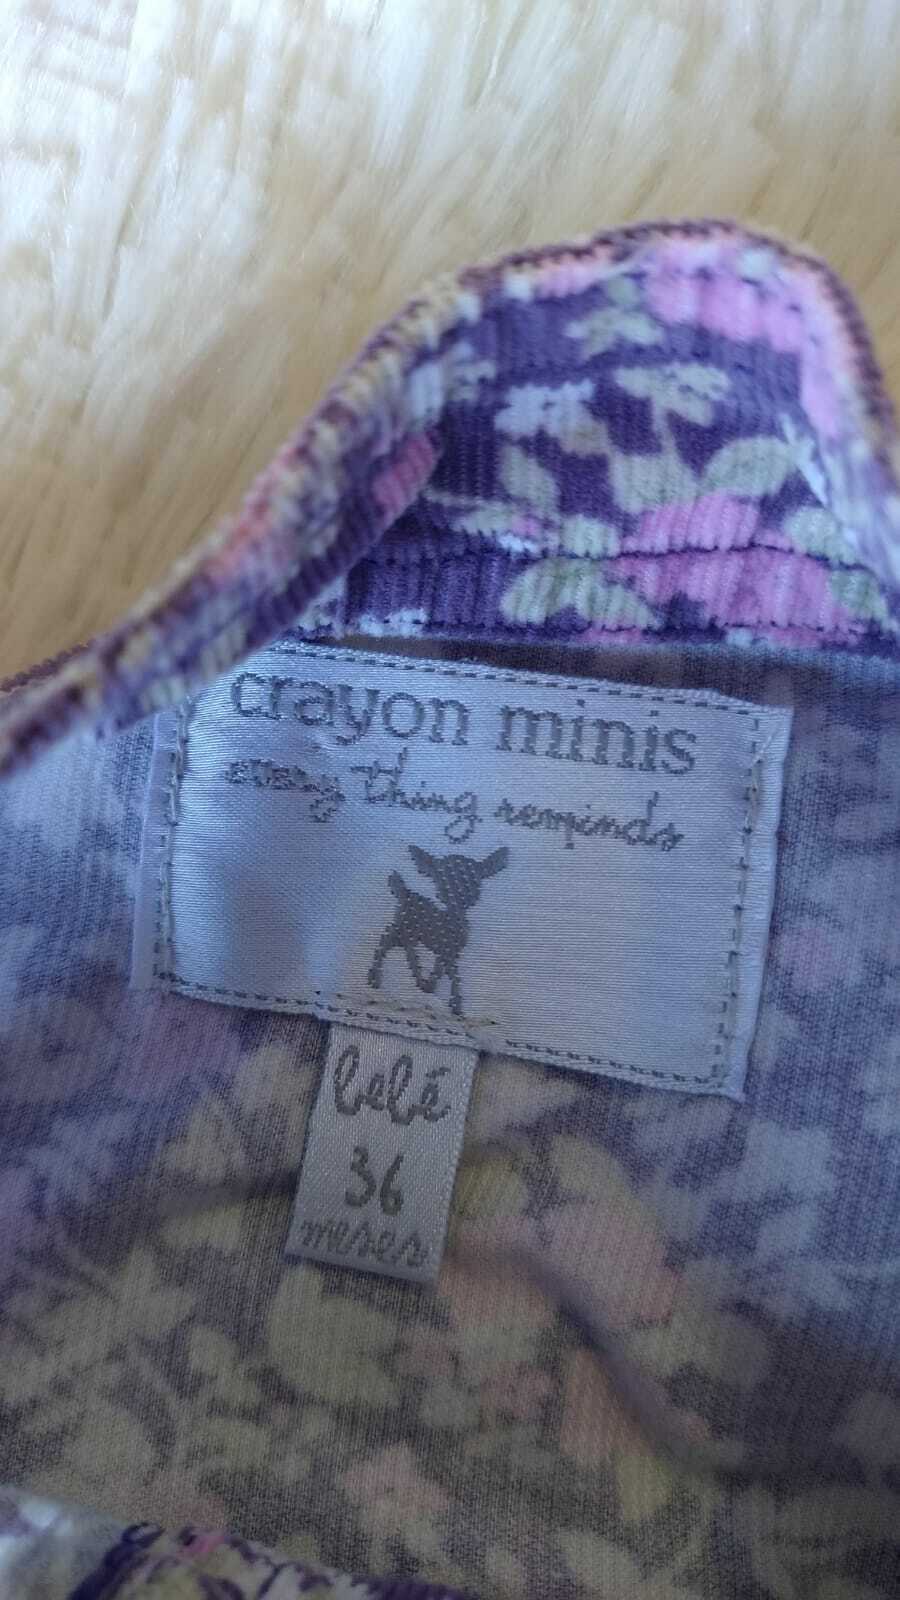 crayon minis
every thing reminds
bebé
36
meses